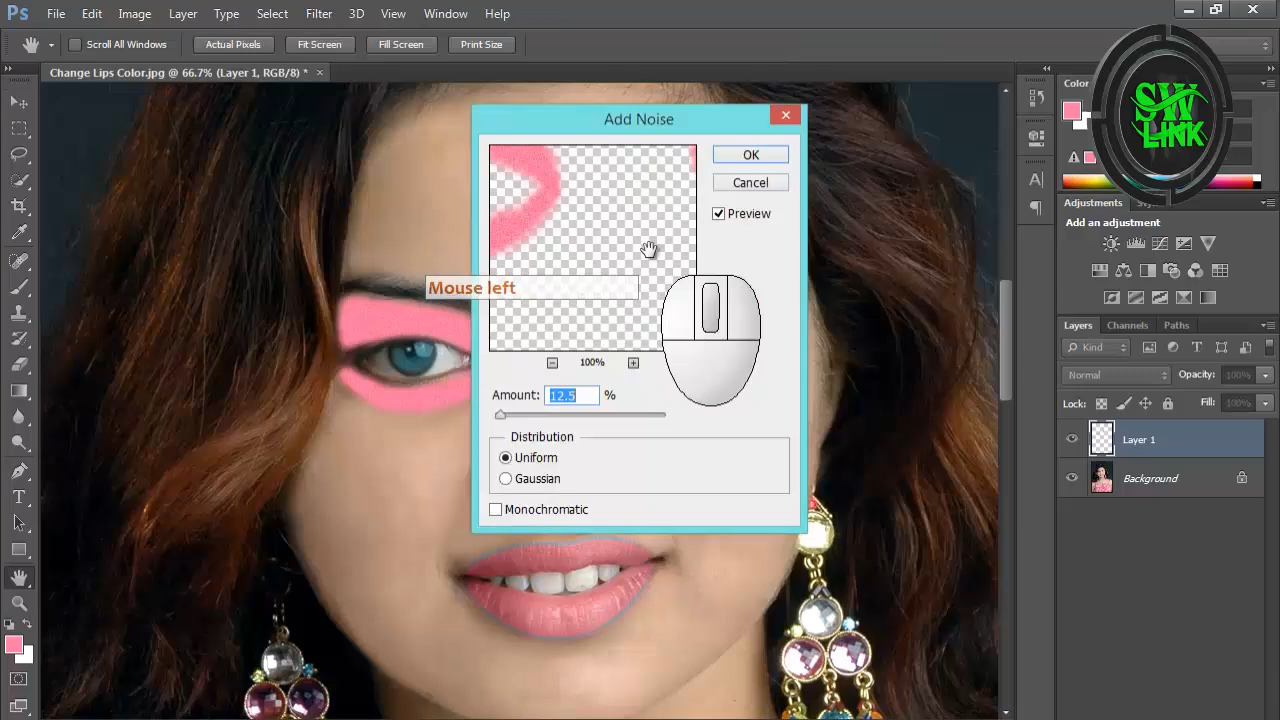 Ps File Edit Image Layer Type Select Filter 3D View Window Help
Scroll All Windows Actual Pixels Fit Screen Fill Screen Print Size
Change Lips Color.jpg @ 66.7% (Layer 1, RGB/8) * ×
Color
SW
LINK
Add Noise
OK
Cancel
Preview
Mouse left
100%
Amount: 12.5 %
Distribution
Uniform
Gaussian
Monochromatic
Adjustments
Add an adjustment
Layers Channels Paths
Kind
Normal Opacity: 100%
Lock: Fill: 100%
Layer 1
Background